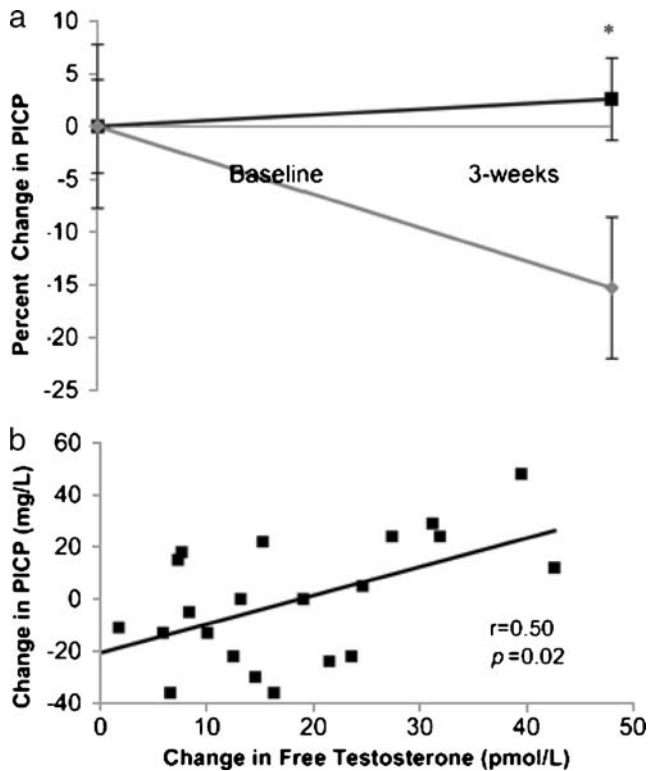 a
10
5
0
-5
-10
-15
-20
-25
Percent Change in PICP
Baseline
3-weeks
*
b
60
40
20
0
-20
-40
Change in PICP (mg/L)
r=0.50
p=0.02
0 10 20 30 40 50
Change in Free Testosterone (pmol/L)